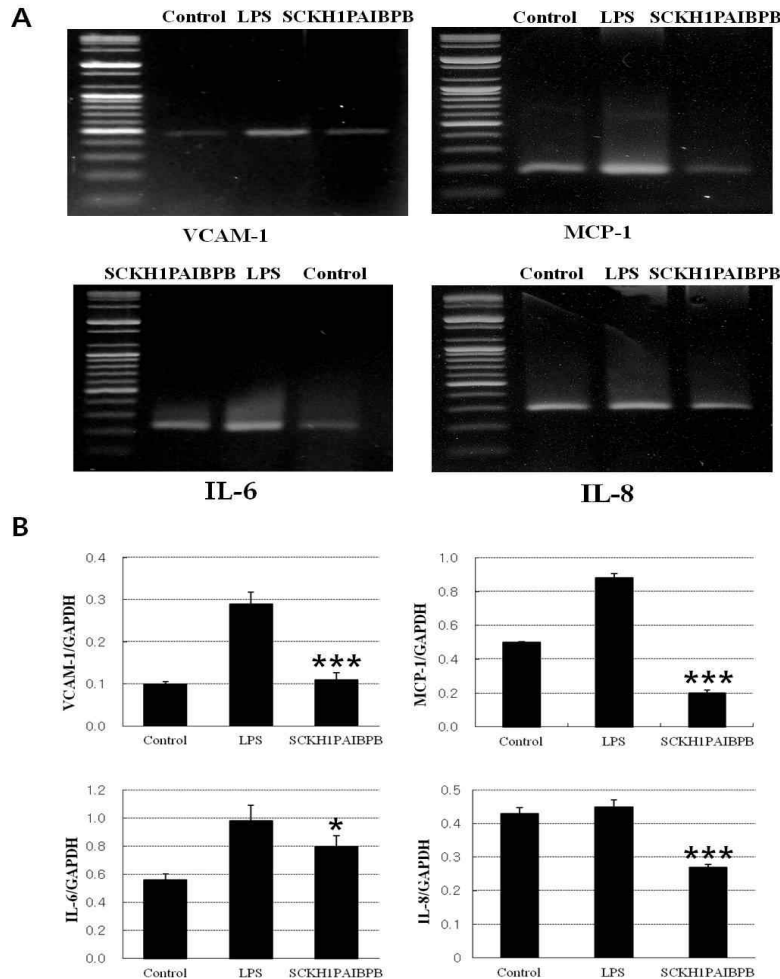 A
Control LPS SCKH1PAIBPB
Control LPS SCKH1PAIBPB
VCAM-1
MCP-1
SCKH1PAIBPB LPS Control
Control LPS SCKH1PAIBPB
IL-6
IL-8
B
VCAM-1/GAPDH
0.4
0.3
0.2
0.1
0.0
***
Control LPS SCKH1PAIBPB
MCP-1/GAPDH
1.0
0.8
0.6
0.4
0.2
0.0
***
Control LPS SCKH1PAIBPB
IL-6/GAPDH
1.2
1.0
0.8
0.6
0.4
0.2
0.0
*
Control LPS SCKH1PAIBPB
IL-8/GAPDH
0.5
0.4
0.3
0.2
0.1
0
***
Control LPS SCKH1PAIBPB